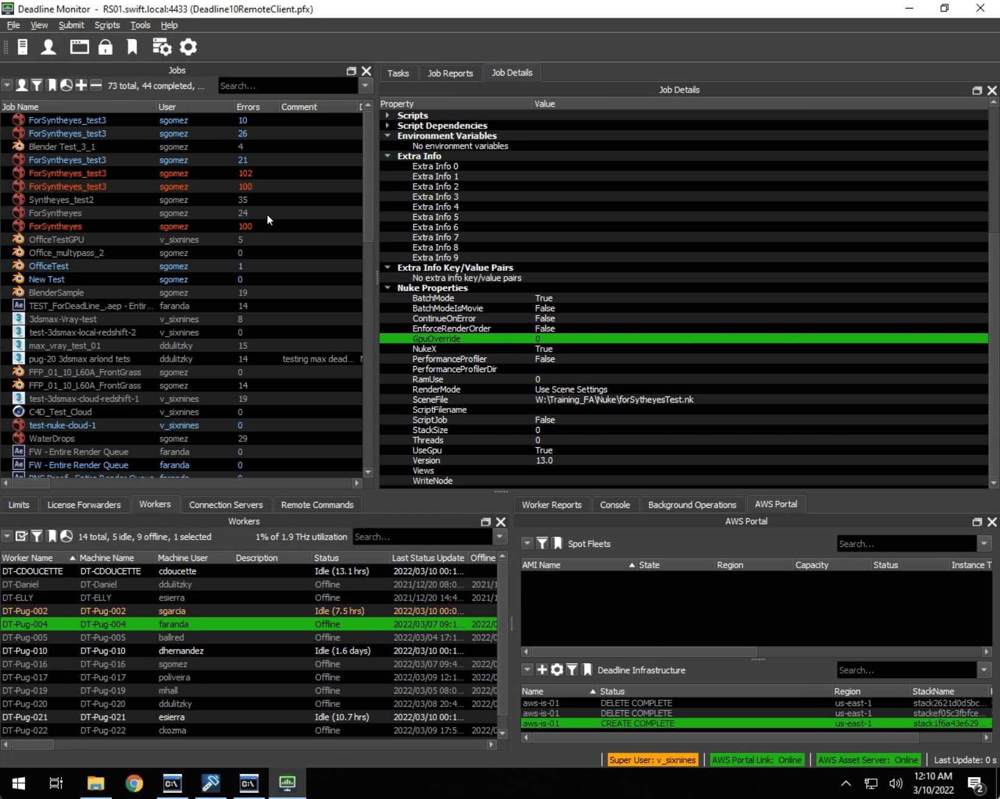 Deadline Monitor - RS01.swift.local:4433 (Deadline10RemoteClient.pfx)
File View Submit Scripts Tools Help
Jobs
73 total, 44 completed, ... Search...
Job Name User Errors Comment
ForSyntheyes_test3 sgomez 10
ForSyntheyes_test3 sgomez 26
Blender Test_3_1 sgomez 4
ForSyntheyes_test3 sgomez 21
ForSyntheyes_test3 sgomez 102
ForSyntheyes_test3 sgomez 100
Syntheyes_test2 sgomez 35
ForSyntheyes sgomez 24
ForSyntheyes sgomez 100
OfficeTestGPU v_sixnines 5
Office_multypass_2 sgomez 0
OfficeTest sgomez 1
New Test sgomez 0
BlenderSample sgomez 19
Ae TEST_ForDeadLine_.aep - Entir... faranda 14
3dsmax-Vray-test v_sixnines 8
test-3dsmax-local-redshift-2 v_sixnines 0
max_vray_test_01 ddulitzky 15
pug-20 3dsmax arlond tets ddulitzky 14 testing max dead...
FFP_01_10_L60A_FrontGrass sgomez 0
FFP_01_10_L60A_FrontGrass sgomez 14
test-3dsmax-cloud-redshift-1 v_sixnines 19
C4D_Test_Cloud v_sixnines 0
test-nuke-cloud-1 v_sixnines 0
WaterDrops sgomez 29
Ae FW - Entire Render Queue faranda 0
Ae FW - Entire Render Queue faranda 0
Tasks Job Reports Job Details
Job Details
Property Value
Scripts
Script Dependencies
Environment Variables
No environment variables
Extra Info
Extra Info 0
Extra Info 1
Extra Info 2
Extra Info 3
Extra Info 4
Extra Info 5
Extra Info 6
Extra Info 7
Extra Info 8
Extra Info 9
Extra Info Key/Value Pairs
No extra info key/value pairs
Nuke Properties
BatchMode True
BatchModeIsMovie False
ContinueOnError False
EnforceRenderOrder False
GpuOverride 0
NukeX True
PerformanceProfiler False
PerformanceProfilerDir
RamUse 0
RenderMode Use Scene Settings
SceneFile W:\Training_FA\Nuke\forSytheyesTest.nk
ScriptFilename
ScriptJob False
StackSize 0
Threads 0
UseGpu True
Version 13.0
Views
WriteNode
Limits License Forwarders Workers Connection Servers Remote Commands
Workers
14 total, 5 idle, 9 offline, 1 selected 1% of 1.9 THz utilization Search...
Worker Name Machine Name Machine User Description Status Last Status Update Offline
DT-CDOUCETTE DT-CDOUCETTE cdoucette Idle (13.1 hrs) 2022/03/10 00:1...
DT-Daniel DT-Daniel ddulitzky Offline 2021/12/20 08:0... 2021/1
DT-ELLY DT-ELLY esierra Offline 2021/12/20 14:4... 2021/1
DT-Pug-002 DT-Pug-002 sgarcia Idle (7.5 hrs) 2022/03/10 00:0...
DT-Pug-004 DT-Pug-004 faranda Offline 2022/03/07 09:1... 2022/0
DT-Pug-005 DT-Pug-005 ballred Offline 2022/03/04 17:1... 2022/0
DT-Pug-010 DT-Pug-010 dhernandez Idle (1.6 days) 2022/03/10 00:1...
DT-Pug-016 DT-Pug-016 sgomez Offline 2022/03/07 09:4... 2022/0
DT-Pug-017 DT-Pug-017 poliveira Offline 2022/03/09 12:1... 2022/0
DT-Pug-019 DT-Pug-019 mhall Offline 2022/03/05 08:0... 2022/0
DT-Pug-020 DT-Pug-020 ddulitzky Offline 2022/03/08 20:4... 2022/0
DT-Pug-021 DT-Pug-021 esierra Idle (10.7 hrs) 2022/03/10 00:1...
DT-Pug-022 DT-Pug-022 ckozma Offline 2022/03/09 17:5... 2022/0
Worker Reports Console Background Operations AWS Portal
AWS Portal
Spot Fleets Search...
AMI Name State Region Capacity Status Instance T
Deadline Infrastructure Search...
Name Status Region StackName
aws-is-01 DELETE COMPLETE us-east-1 stack2621d0d5bc...
aws-is-01 DELETE COMPLETE us-east-1 stackef05c3fbfce...
aws-is-01 CREATE COMPLETE us-east-1 stack1f6a43e629...
Super User: v_sixnines AWS Portal Link: Online AWS Asset Server: Online Last Update: 0 s
C:\ C:\
12:10 AM
3/10/2022
2